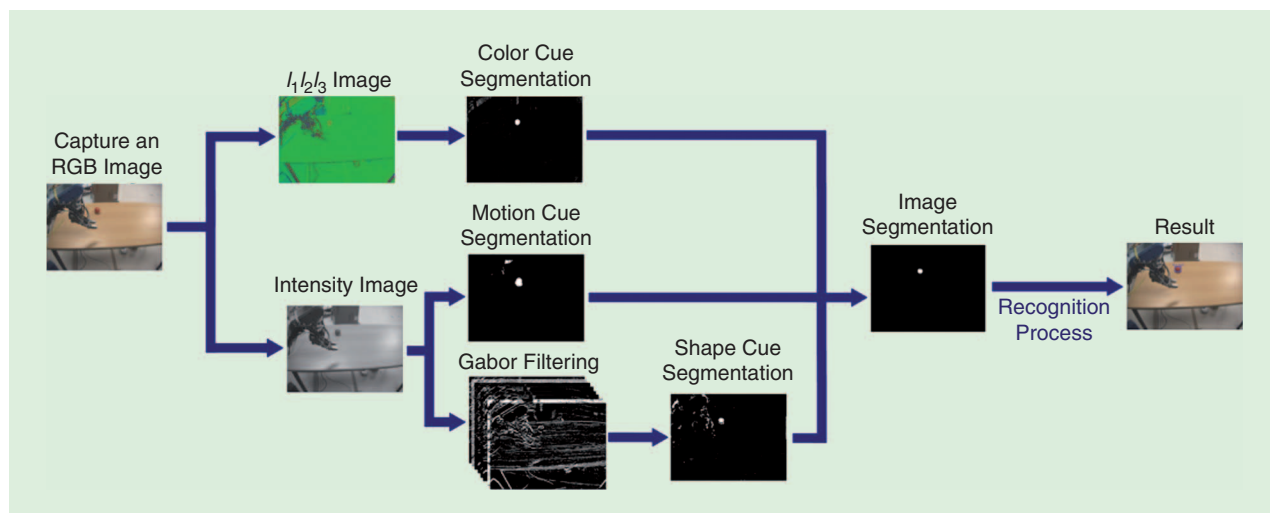 Capture an
RGB Image
I₁I₂I₃ Image
Color Cue
Segmentation
Intensity Image
Motion Cue
Segmentation
Gabor Filtering
Shape Cue
Segmentation
Image
Segmentation
Recognition
Process
Result